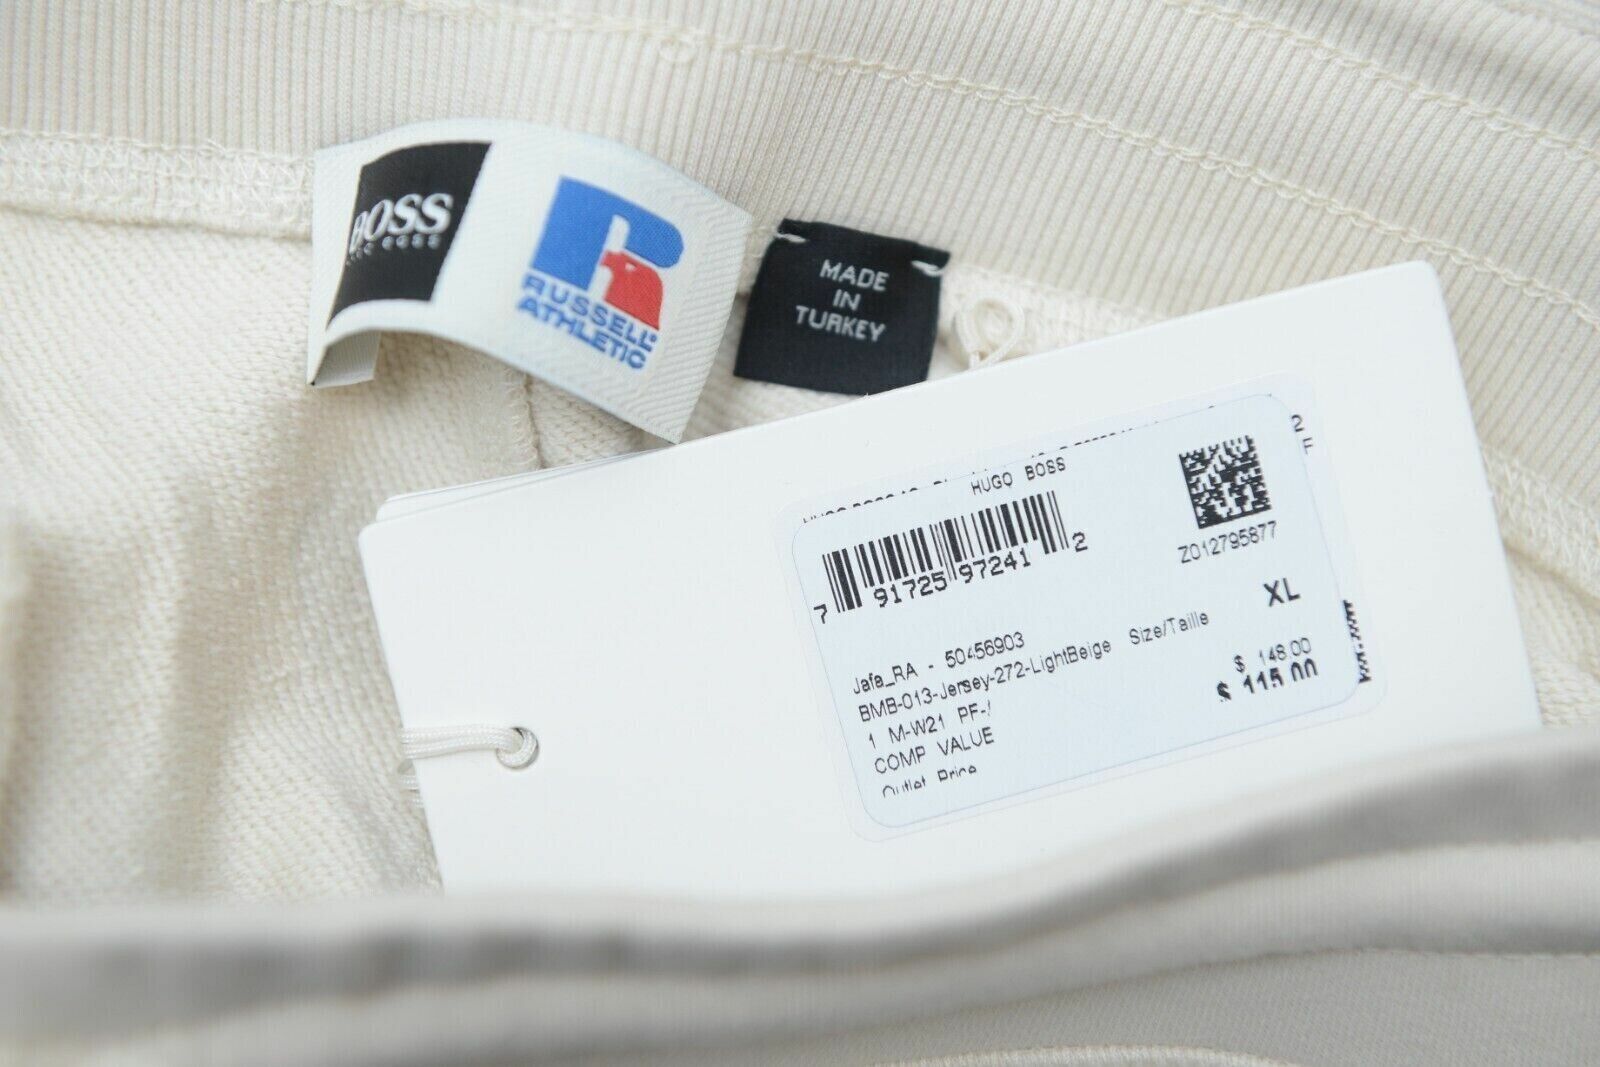 BOSS
RUSSELL
ATHLETIC
MADE
IN
TURKEY
HUGO BOSS
7 91725 97241 2
Z012795877
Jafa_RA - 50456903
BMB-013-Jersey-272-LightBeige Size/Taille XL
1 M-W21 PF-
COMP VALUE $ 148.00
Outlet Price $ 115.00
2
F